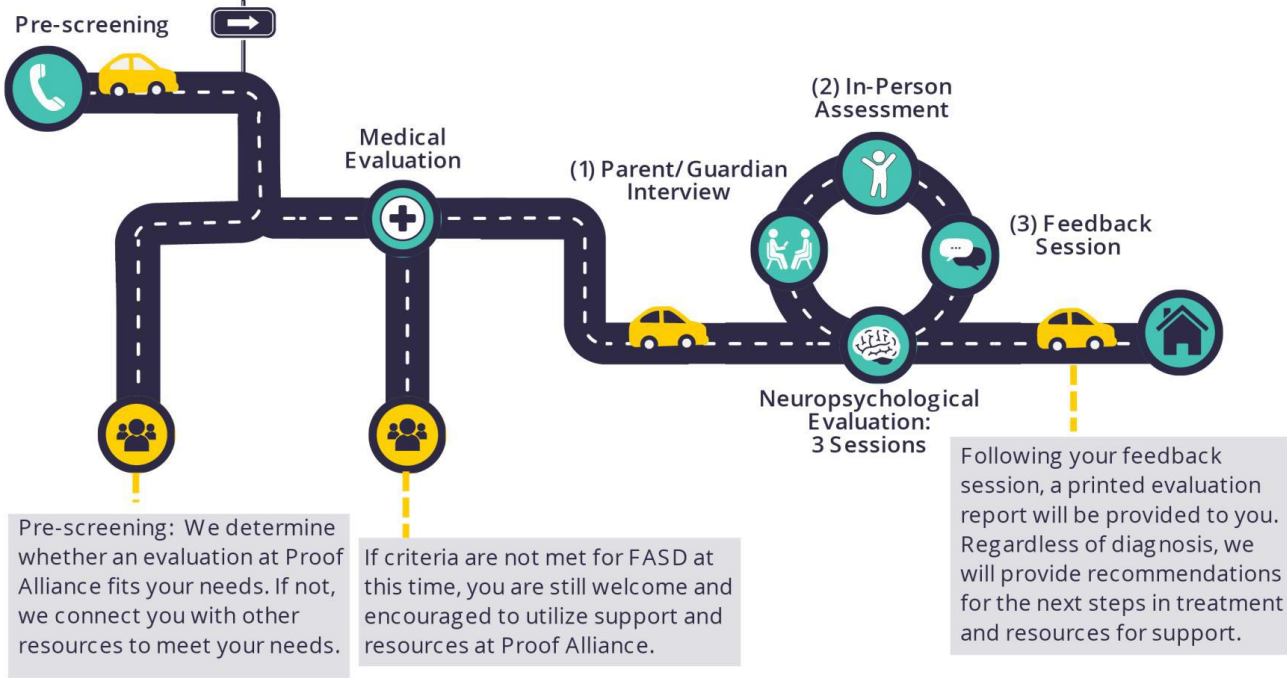 Pre-screening
Medical
Evaluation
(1) Parent/Guardian
Interview
(2) In-Person
Assessment
(3) Feedback
Session
Neuropsychological
Evaluation:
3 Sessions
Pre-screening: We determine
whether an evaluation at Proof
Alliance fits your needs. If not,
we connect you with other
resources to meet your needs.
If criteria are not met for FASD at
this time, you are still welcome and
encouraged to utilize support and
resources at Proof Alliance.
Following your feedback
session, a printed evaluation
report will be provided to you.
Regardless of diagnosis, we
will provide recommendations
for the next steps in treatment
and resources for support.